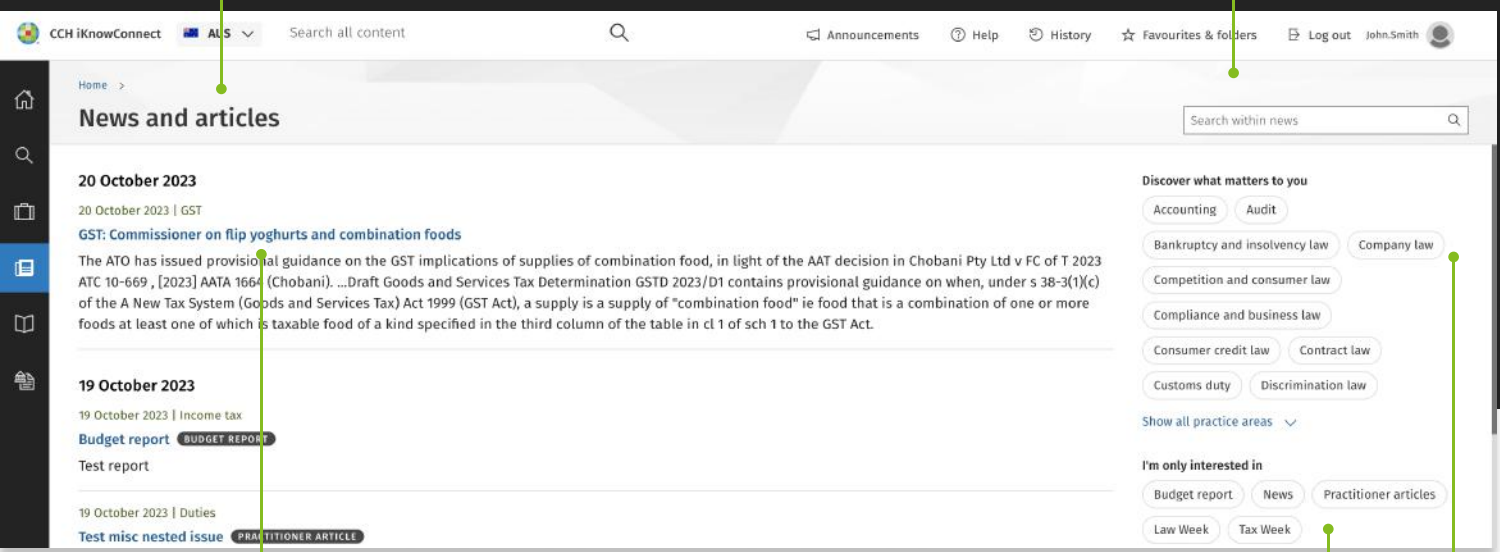 CCH iKnowConnect AUS Search all content Announcements Help History Favourites & folders Log out John.Smith
Home >
News and articles
Search within news
20 October 2023
20 October 2023 | GST
GST: Commissioner on flip yoghurts and combination foods
The ATO has issued provisional guidance on the GST implications of supplies of combination food, in light of the AAT decision in Chobani Pty Ltd v FC of T 2023
ATC 10-669 , [2023] AATA 1664 (Chobani). ...Draft Goods and Services Tax Determination GSTD 2023/D1 contains provisional guidance on when, under s 38-3(1)(c)
of the A New Tax System (Goods and Services Tax) Act 1999 (GST Act), a supply is a supply of "combination food" ie food that is a combination of one or more
foods at least one of which is taxable food of a kind specified in the third column of the table in cl 1 of sch 1 to the GST Act.
19 October 2023
19 October 2023 | Income tax
Budget report BUDGET REPORT
Test report
19 October 2023 | Duties
Test misc nested issue PRACTITIONER ARTICLE
Discover what matters to you
Accounting Audit
Bankruptcy and insolvency law Company law
Competition and consumer law
Compliance and business law
Consumer credit law Contract law
Customs duty Discrimination law
Show all practice areas
I'm only interested in
Budget report News Practitioner articles
Law Week Tax Week